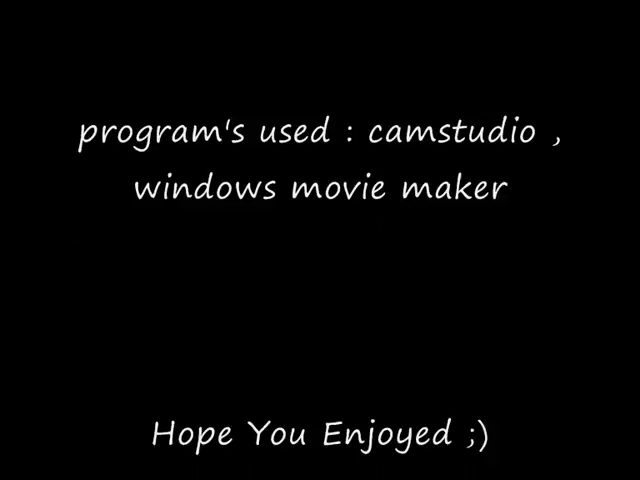 program's used : camstudio ,
windows movie maker
Hope You Enjoyed ;)